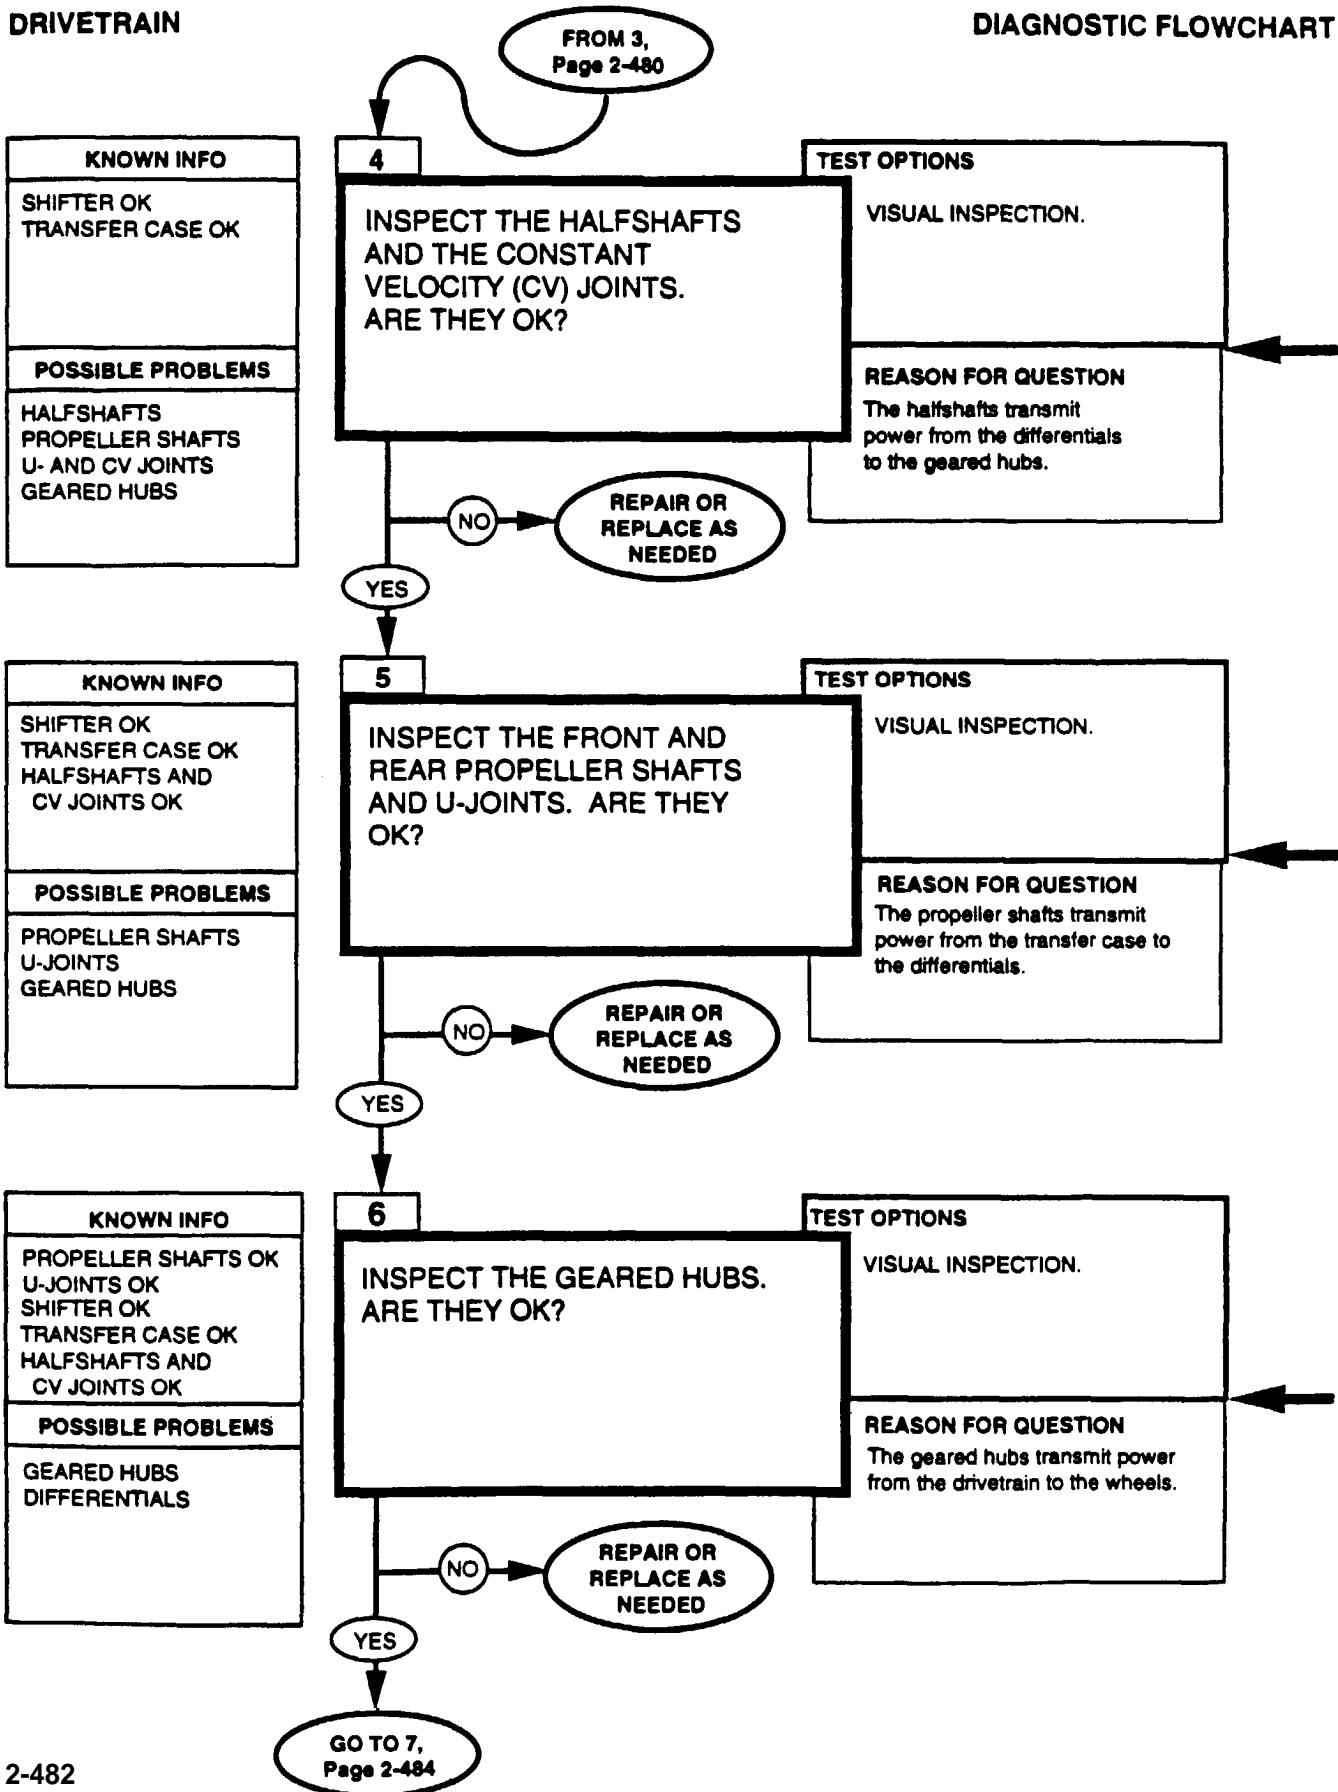 DRIVETRAIN
DIAGNOSTIC FLOWCHART
FROM 3,
Page 2-480
KNOWN INFO
SHIFTER OK
TRANSFER CASE OK
POSSIBLE PROBLEMS
HALFSHAFTS
PROPELLER SHAFTS
U- AND CV JOINTS
GEARED HUBS
4
INSPECT THE HALFSHAFTS
AND THE CONSTANT
VELOCITY (CV) JOINTS.
ARE THEY OK?
TEST OPTIONS
VISUAL INSPECTION.
REASON FOR QUESTION
The halfshafts transmit
power from the differentials
to the geared hubs.
NO
REPAIR OR
REPLACE AS
NEEDED
YES
KNOWN INFO
SHIFTER OK
TRANSFER CASE OK
HALFSHAFTS AND
CV JOINTS OK
POSSIBLE PROBLEMS
PROPELLER SHAFTS
U-JOINTS
GEARED HUBS
5
INSPECT THE FRONT AND
REAR PROPELLER SHAFTS
AND U-JOINTS. ARE THEY
OK?
TEST OPTIONS
VISUAL INSPECTION.
REASON FOR QUESTION
The propeller shafts transmit
power from the transfer case to
the differentials.
NO
REPAIR OR
REPLACE AS
NEEDED
YES
KNOWN INFO
PROPELLER SHAFTS OK
U-JOINTS OK
SHIFTER OK
TRANSFER CASE OK
HALFSHAFTS AND
CV JOINTS OK
POSSIBLE PROBLEMS
GEARED HUBS
DIFFERENTIALS
6
INSPECT THE GEARED HUBS.
ARE THEY OK?
TEST OPTIONS
VISUAL INSPECTION.
REASON FOR QUESTION
The geared hubs transmit power
from the drivetrain to the wheels.
NO
REPAIR OR
REPLACE AS
NEEDED
YES
GO TO 7,
Page 2-484
2-482